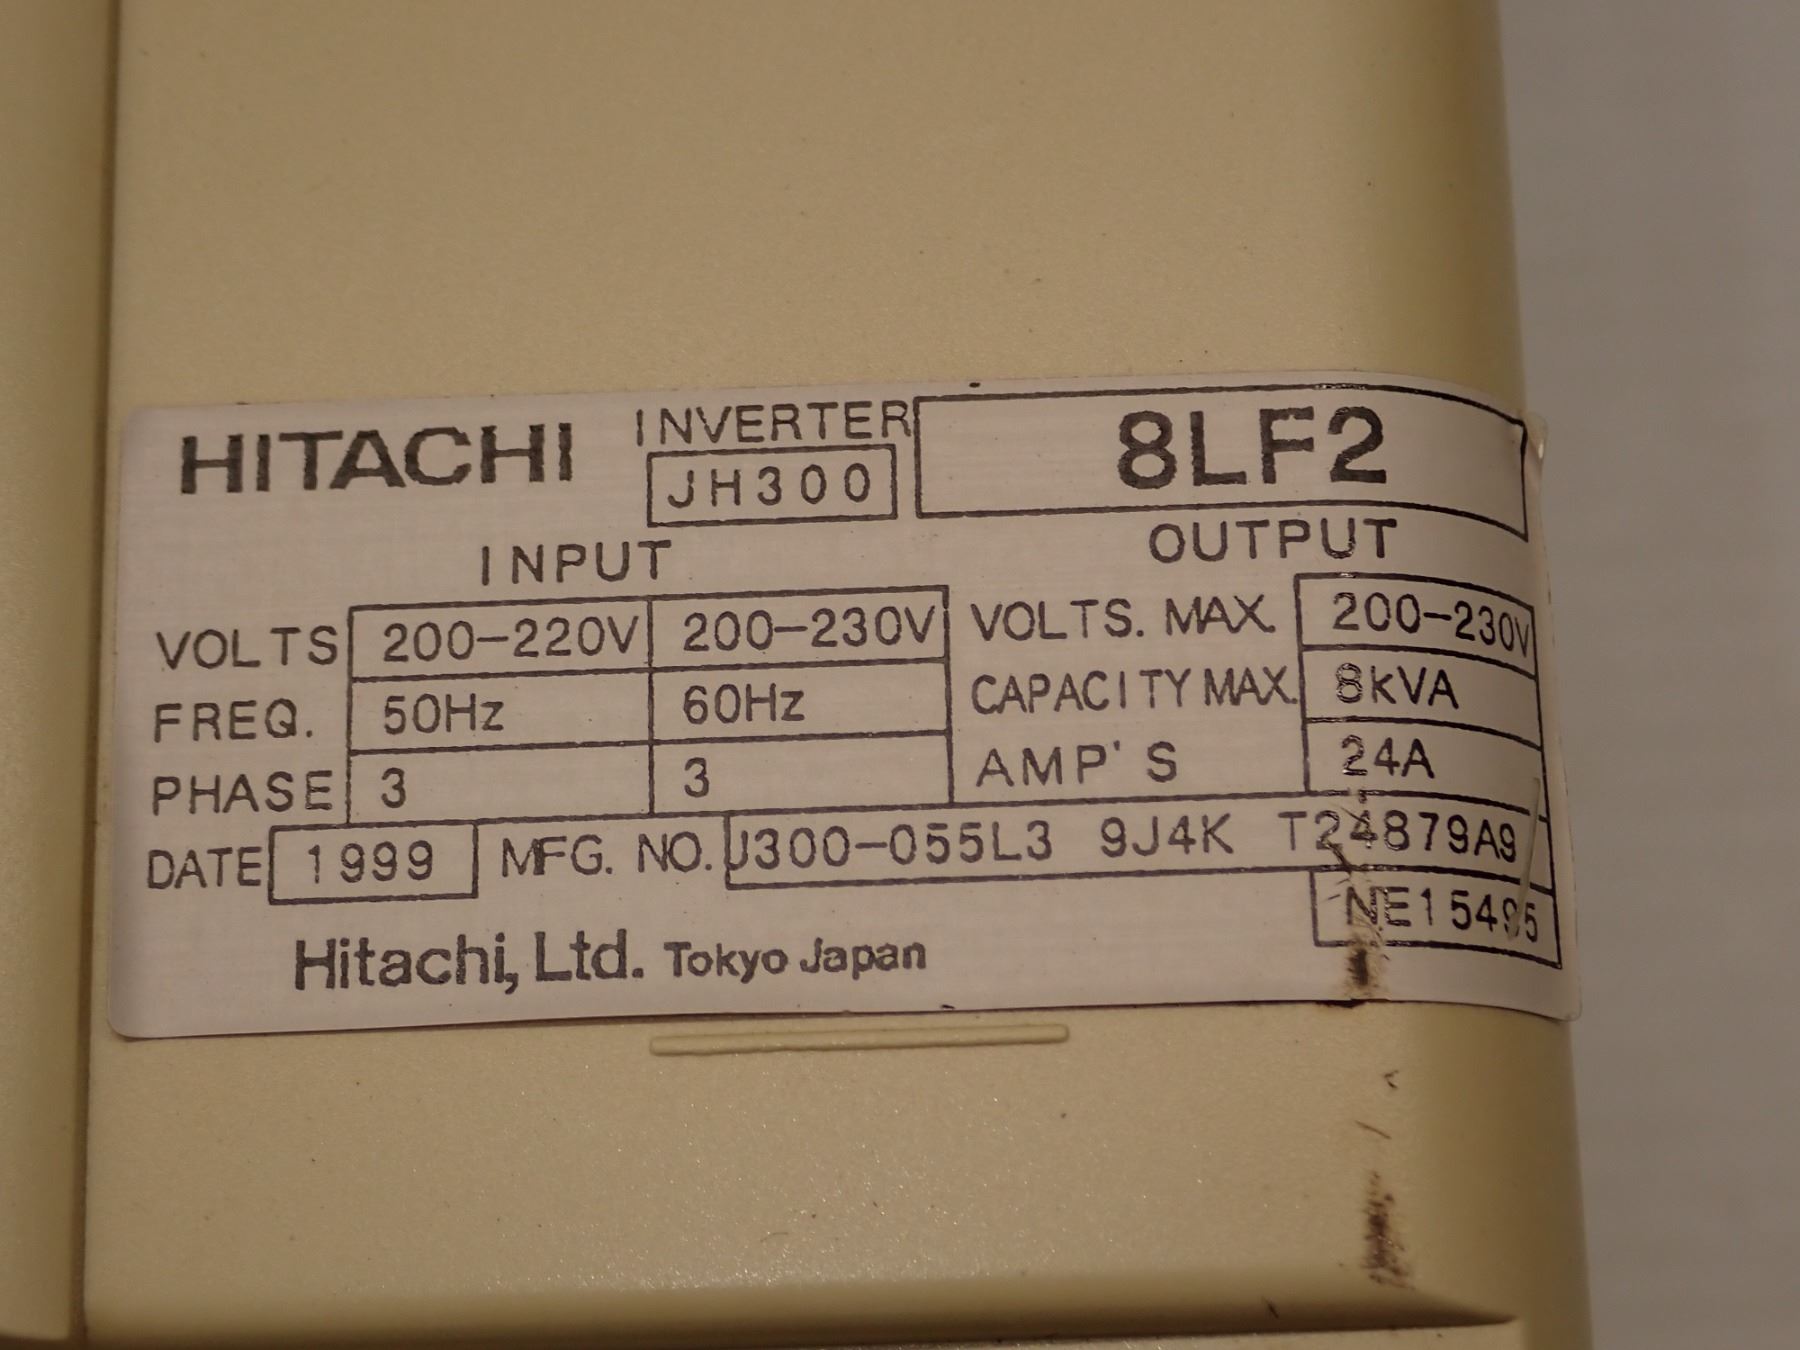 HITACHI INVERTER 8LF2
JH300
INPUT OUTPUT
VOLTS 200-220V 200-230V VOLTS. MAX. 200-230V
FREQ. 50Hz 60Hz CAPACITY MAX. 8kVA
PHASE 3 3 AMP'S 24A
DATE 1999 MFG. NO. J300-055L3 9J4K T24879A9
NE15495
Hitachi, Ltd. Tokyo Japan